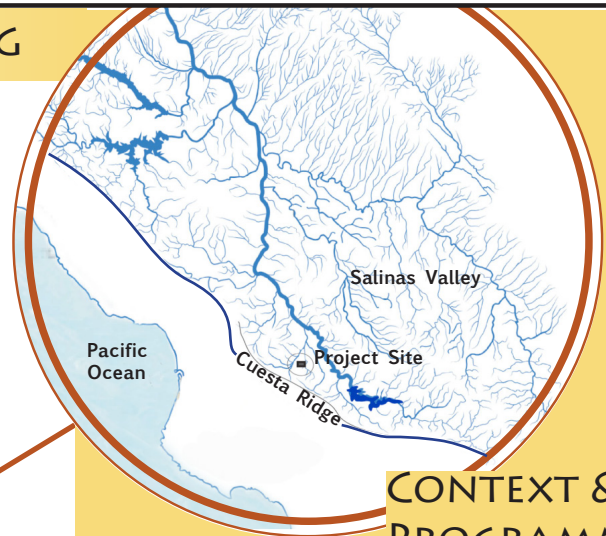 G
Salinas Valley
Pacific
Ocean
Project Site
Cuesta Ridge
CONTEXT &